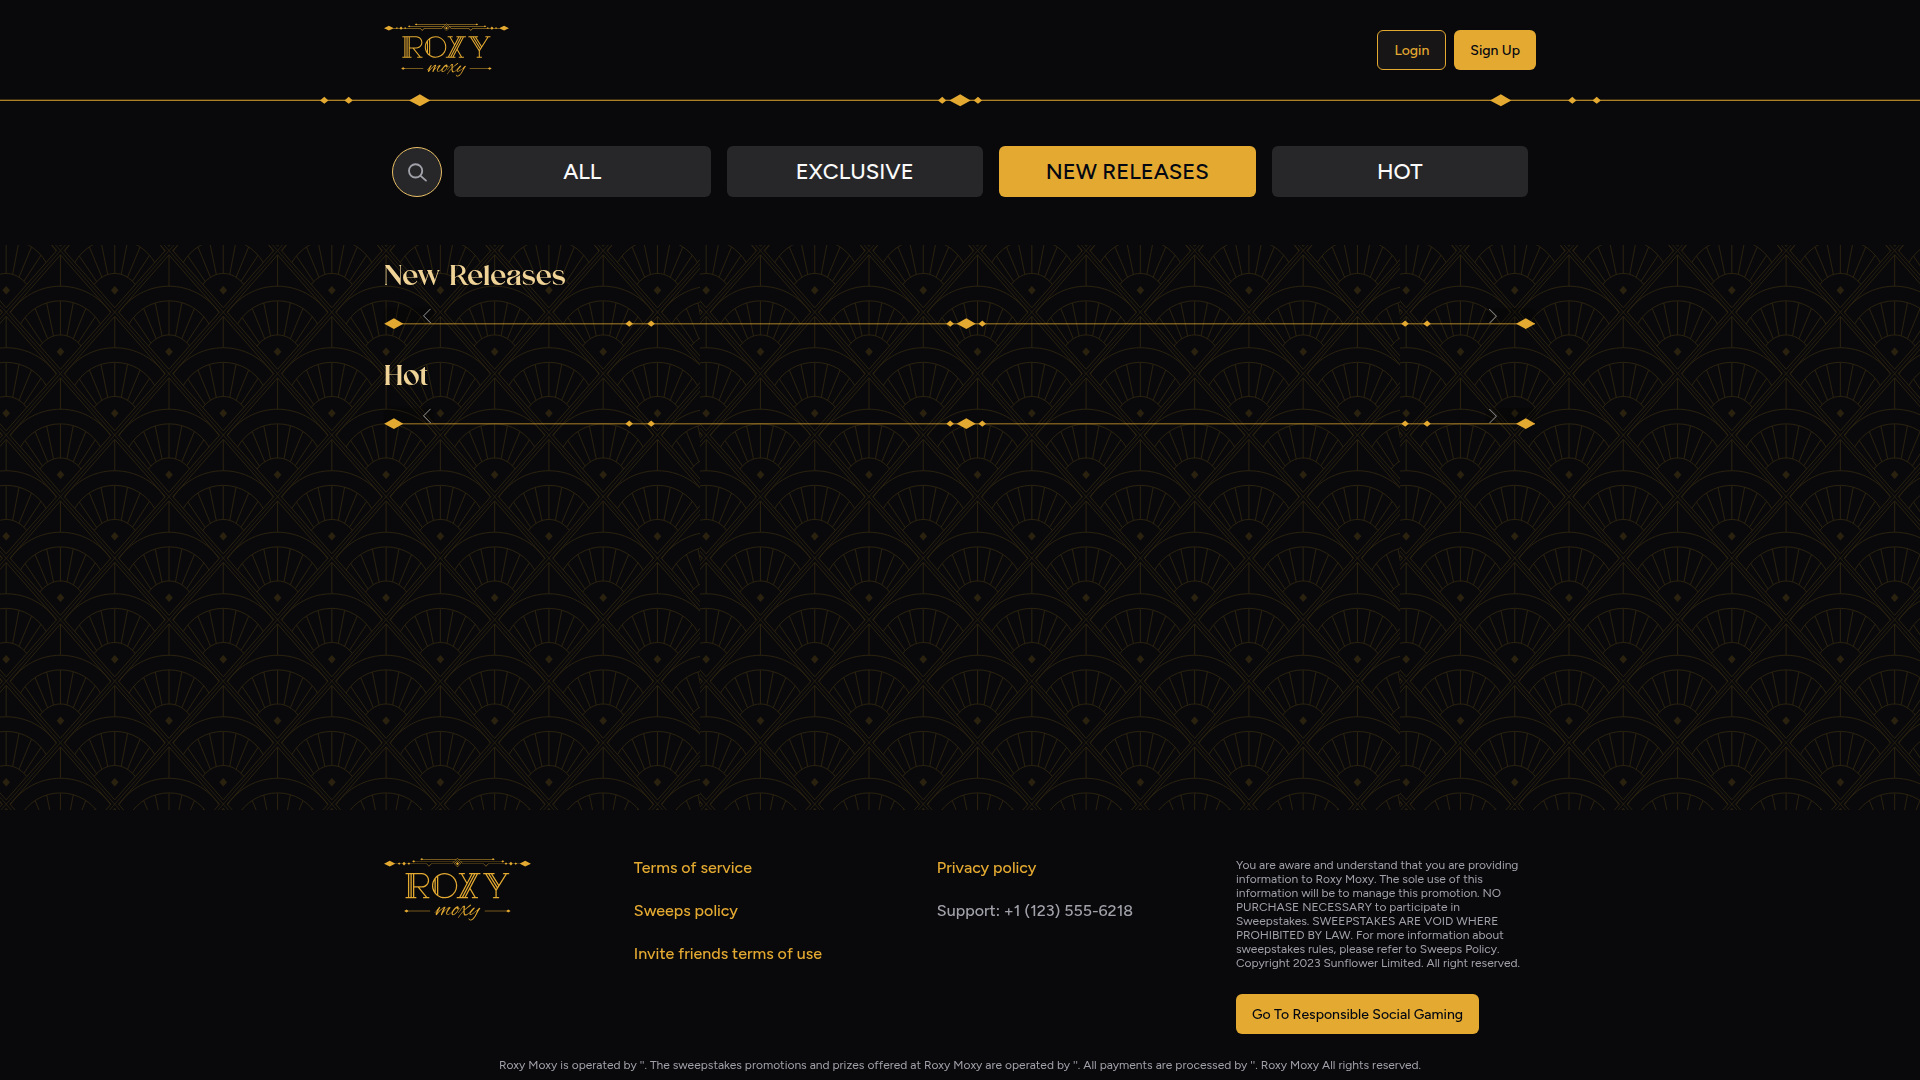 ROXY
moxy
Login
Sign Up
ALL
EXCLUSIVE
NEW RELEASES
HOT
New Releases
Hot
ROXY
moxy
Terms of service
Sweeps policy
Invite friends terms of use
Privacy policy
Support: +1 (123) 555-6218
You are aware and understand that you are providing
information to Roxy Moxy. The sole use of this
information will be to manage this promotion. NO
PURCHASE NECESSARY to participate in
Sweepstakes. SWEEPSTAKES ARE VOID WHERE
PROHIBITED BY LAW. For more information about
sweepstakes rules, please refer to Sweeps Policy.
Copyright 2023 Sunflower Limited. All right reserved.
Go To Responsible Social Gaming
Roxy Moxy is operated by ''. The sweepstakes promotions and prizes offered at Roxy Moxy are operated by ''. All payments are processed by ''. Roxy Moxy All rights reserved.